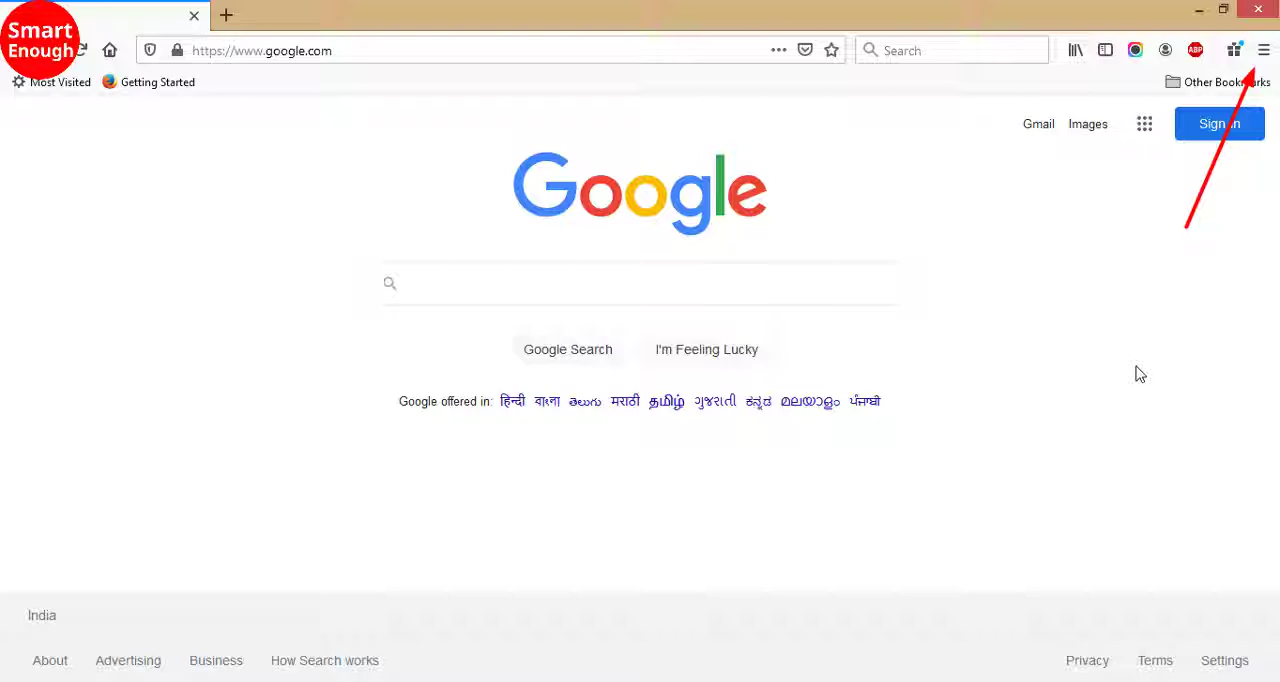 Smart
Enough
https://www.google.com
Search
ABP
Most Visited
Getting Started
Other Bookmarks
Gmail
Images
Sign in
Google
Google Search
I'm Feeling Lucky
Google offered in: हिन्दी বাংলা తెలుగు मराठी தமிழ் ગુજરાતી ಕನ್ನಡ മലയാളം ਪੰਜਾਬੀ
India
About
Advertising
Business
How Search works
Privacy
Terms
Settings